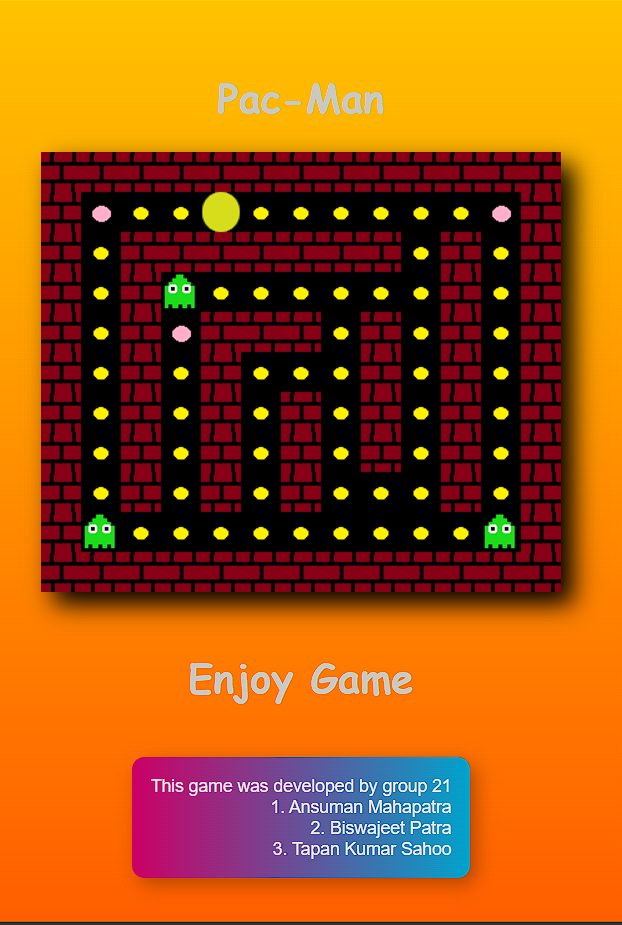 Pac-Man
Enjoy Game
This game was developed by group 21
1. Ansuman Mahapatra
2. Biswajeet Patra
3. Tapan Kumar Sahoo